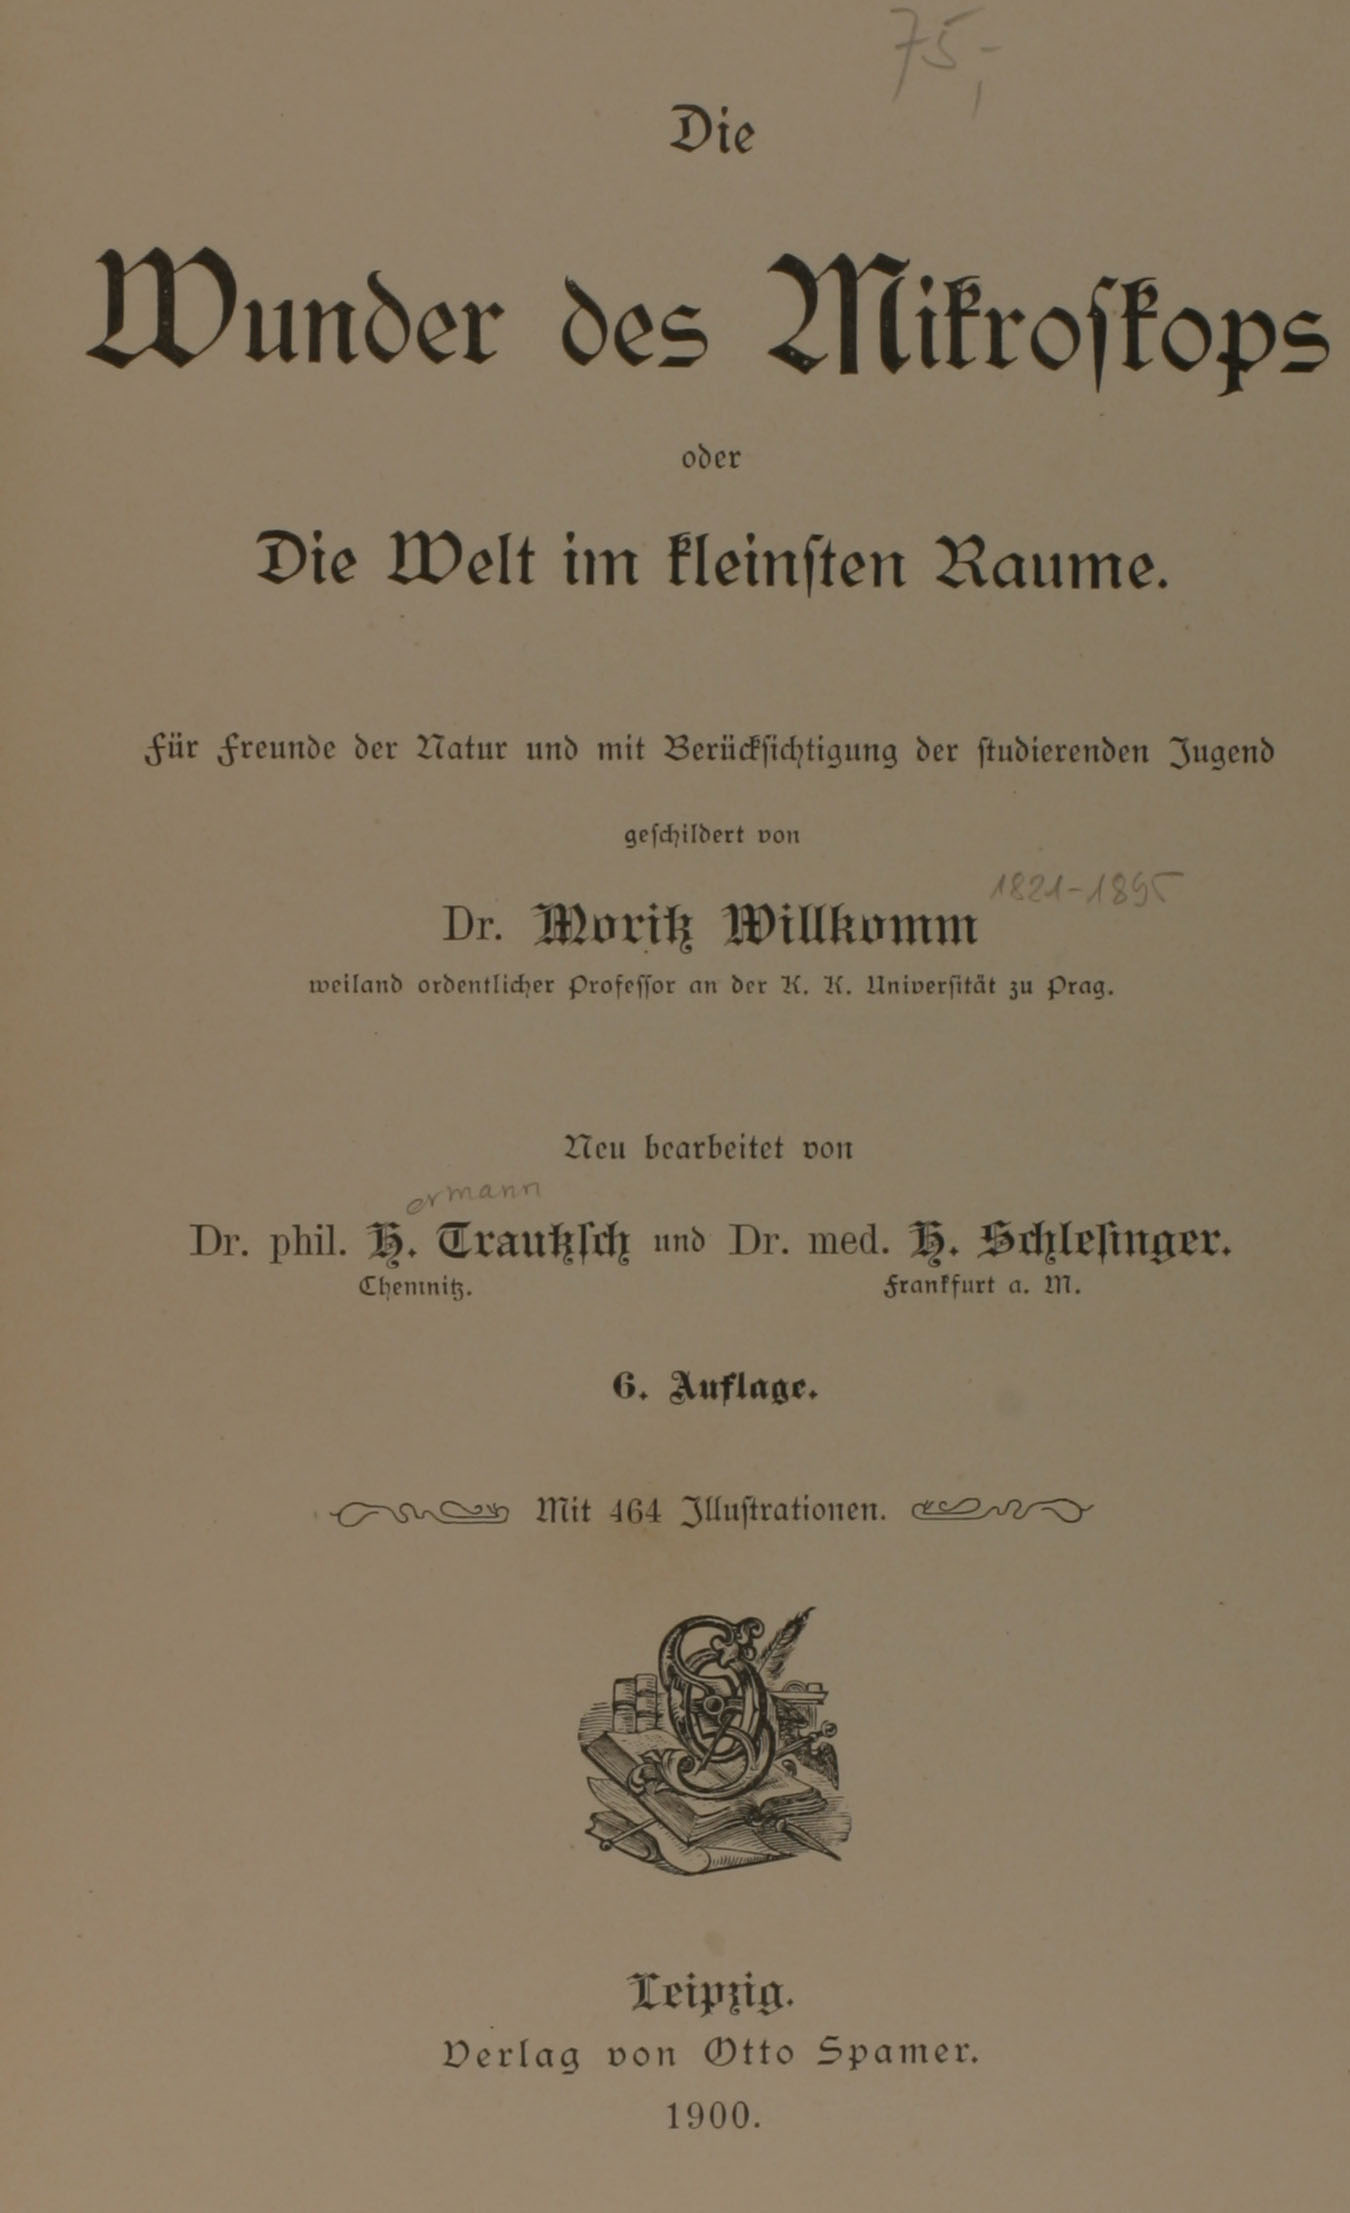 75,-
Die
Wunder des Mikroſkops
oder
Die Welt im kleinſten Raume.
Für Freunde der Natur und mit Berückſichtigung der ſtudierenden Jugend
geſchildert von
1821-1895
Dr. Moritz Willkomm
weiland ordentlicher Profeſſor an der K. K. Univerſität zu Prag.
Neu bearbeitet von
ermann
Dr. phil. H. Trautzſch und Dr. med. H. Schleſinger.
Chemnitz. Frankfurt a. M.
6. Auflage.
Mit 464 Illuſtrationen.
OS
Leipzig.
Verlag von Otto Spamer.
1900.